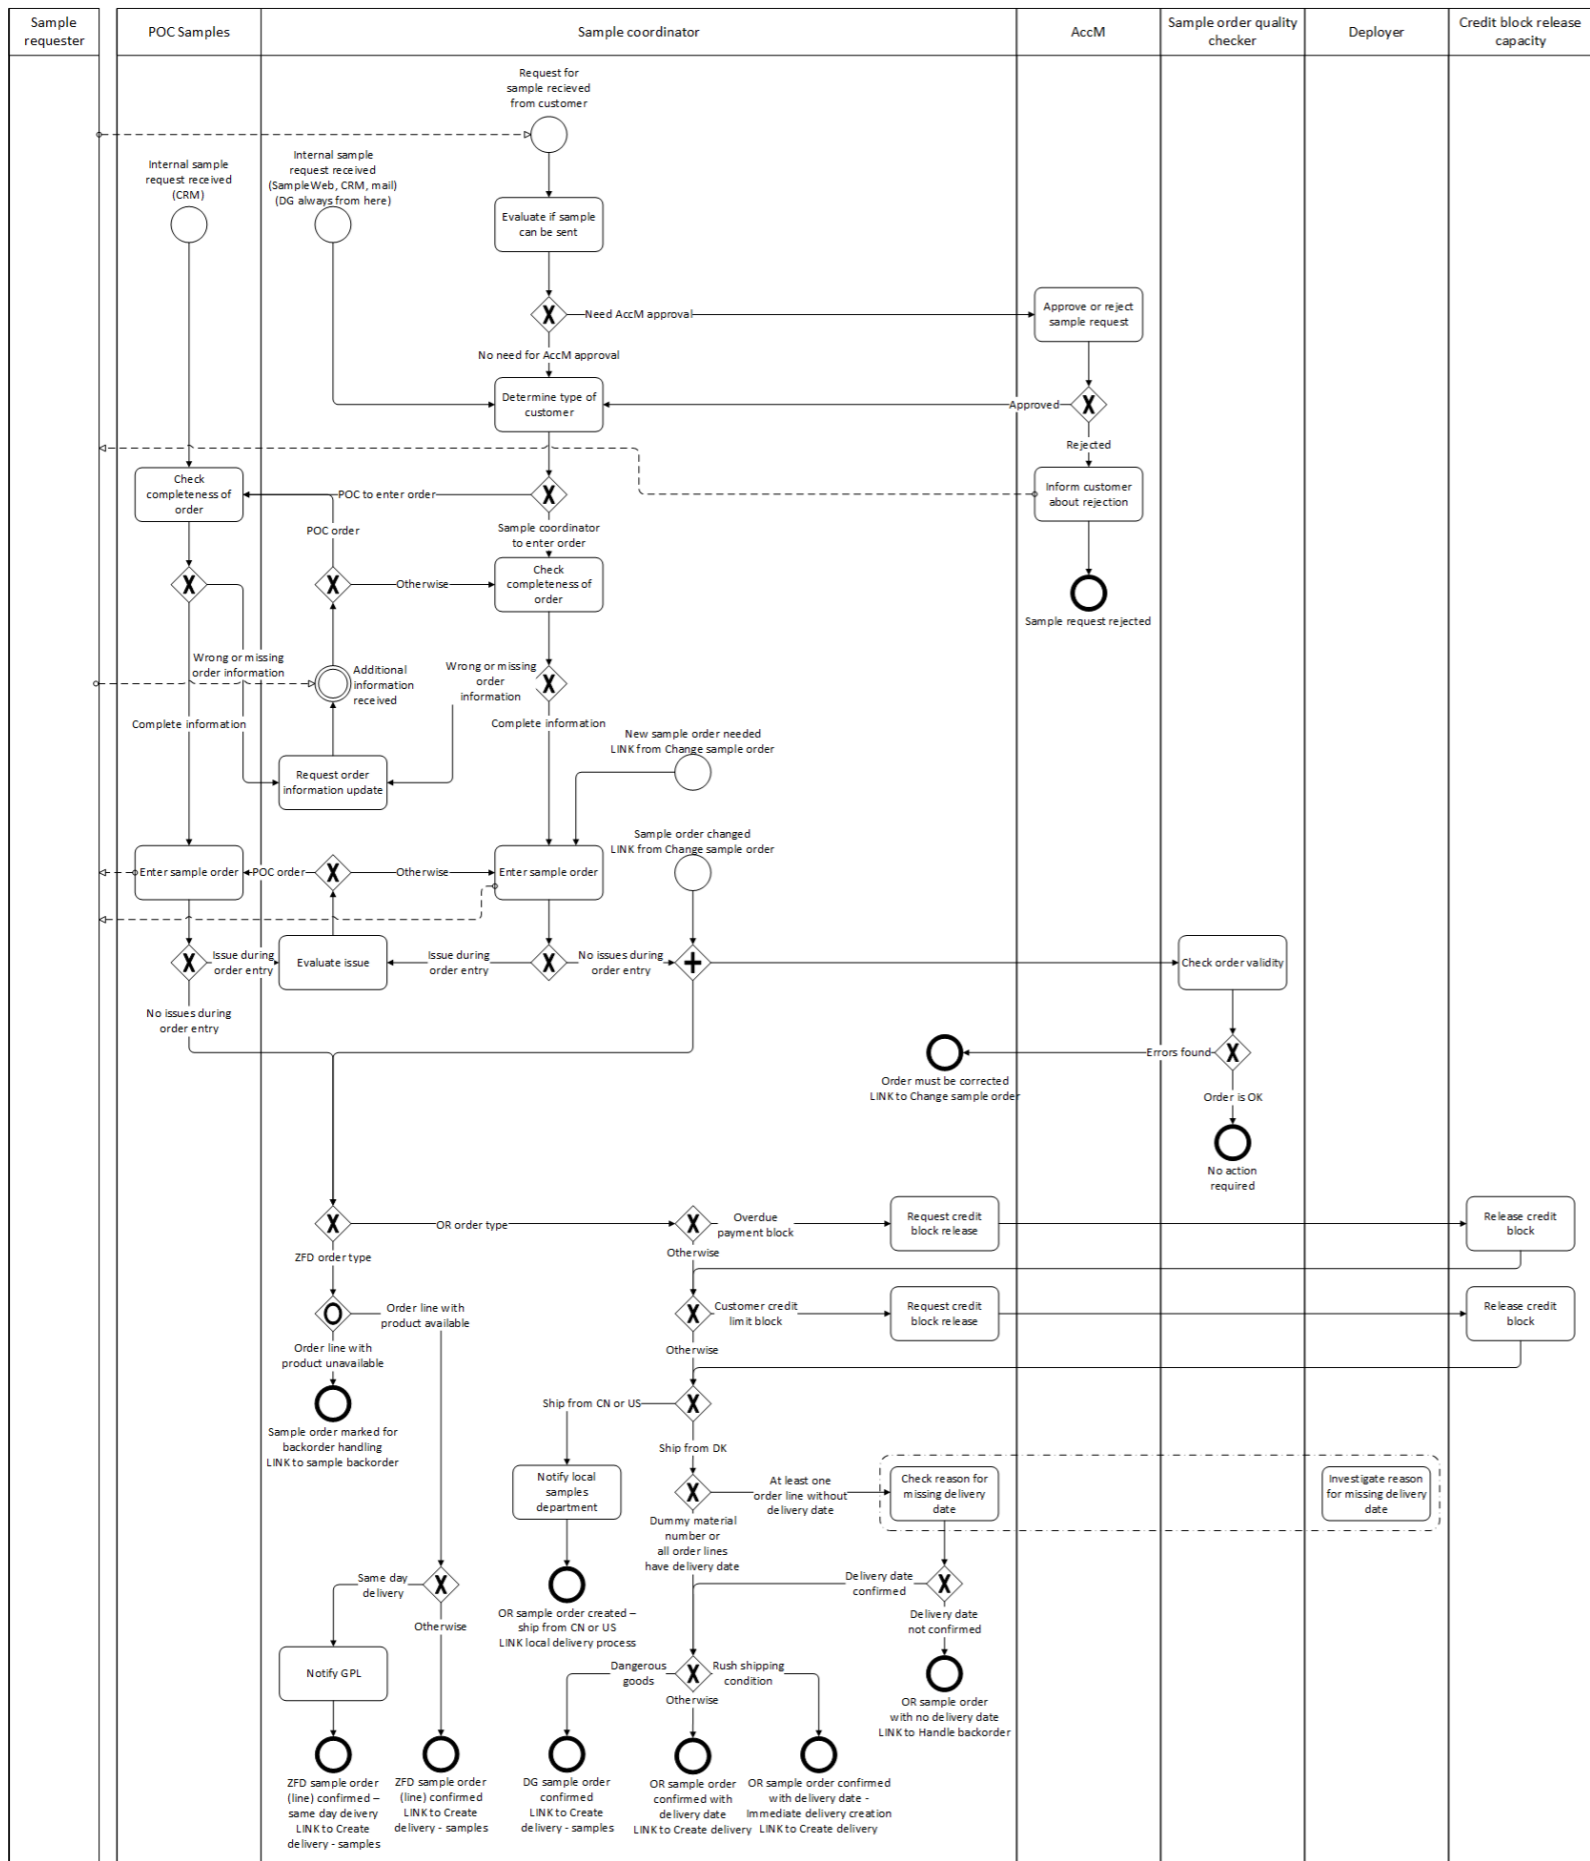 Sample
requester
POC Samples
Sample coordinator
AccM
Sample order quality
checker
Deployer
Credit block release
capacity
Request for
sample recieved
from customer
Internal sample
request received
(CRM)
Internal sample
request received
(SampleWeb, CRM, mail)
(DG always from here)
Evaluate if sample
can be sent
Need AccM approval
Approve or reject
sample request
No need for AccM approval
Determine type of
customer
Approved
Rejected
Check
completeness of
order
POC to enter order
Inform customer
about rejection
POC order
Sample coordinator
to enter order
Otherwise
Check
completeness of
order
Sample request rejected
Wrong or missing
order information
Additional
information
received
Wrong or missing
order
information
Complete information
Complete information
New sample order needed
LINK from Change sample order
Request order
information update
Sample order changed
LINK from Change sample order
Enter sample order
POC order
Otherwise
Enter sample order
Issue during
order entry
Evaluate issue
Issue during
order entry
No issues during
order entry
Check order validity
No issues during
order entry
Errors found
Order must be corrected
LINK to Change sample order
Order is OK
No action
required
OR order type
Overdue
payment block
Request credit
block release
Release credit
block
ZFD order type
Otherwise
Order line with
product available
Customer credit
limit block
Request credit
block release
Release credit
block
Order line with
product unavailable
Otherwise
Ship from CN or US
Sample order marked for
backorder handling
LINK to sample backorder
Ship from DK
Notify local
samples
department
At least one
order line without
delivery date
Check reason for
missing delivery
date
Investigate reason
for missing delivery
date
Dummy material
number or
all order lines
have delivery date
Same day
delivery
Delivery date
confirmed
Otherwise
OR sample order created –
ship from CN or US
LINK local delivery process
Delivery date
not confirmed
Notify GPL
Dangerous
goods
Rush shipping
condition
Otherwise
OR sample order
with no delivery date
LINK to Handle backorder
ZFD sample order
(line) confirmed –
same day deivery
LINK to Create
delivery - samples
ZFD sample order
(line) confirmed
LINK to Create
delivery - samples
DG sample order
confirmed
LINK to Create
delivery - samples
OR sample order
confirmed with
delivery date
LINK to Create delivery
OR sample order confirmed
with delivery date -
Immediate delivery creation
LINK to Create delivery